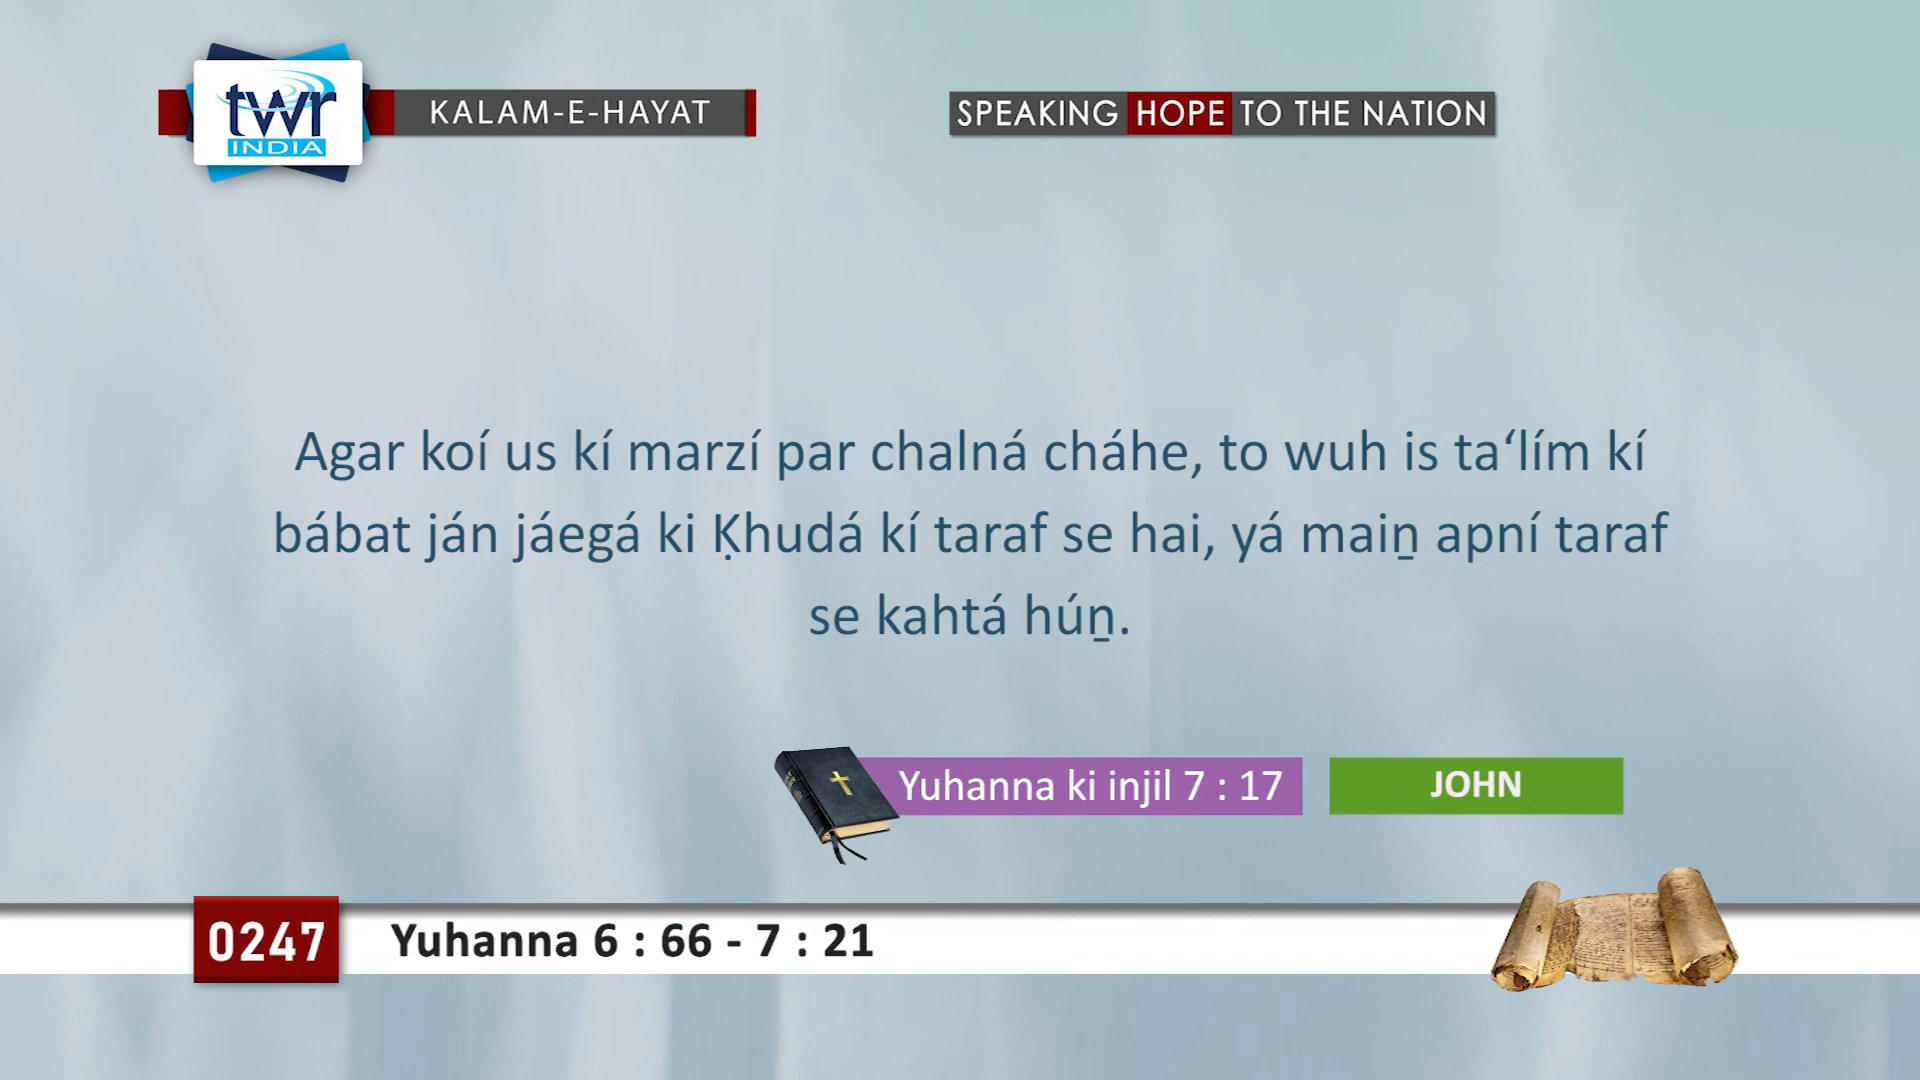 twr
INDIA
KALAM-E-HAYAT
SPEAKING HOPE TO THE NATION
Agar koí us kí marzí par chalná cháhe, to wuh is ta‘lím kí
bábat ján jáegá ki Ḳhudá kí taraf se hai, yá maiṉ apní taraf
se kahtá húṉ.
Yuhanna ki injil 7 : 17
JOHN
0247
Yuhanna 6 : 66 - 7 : 21